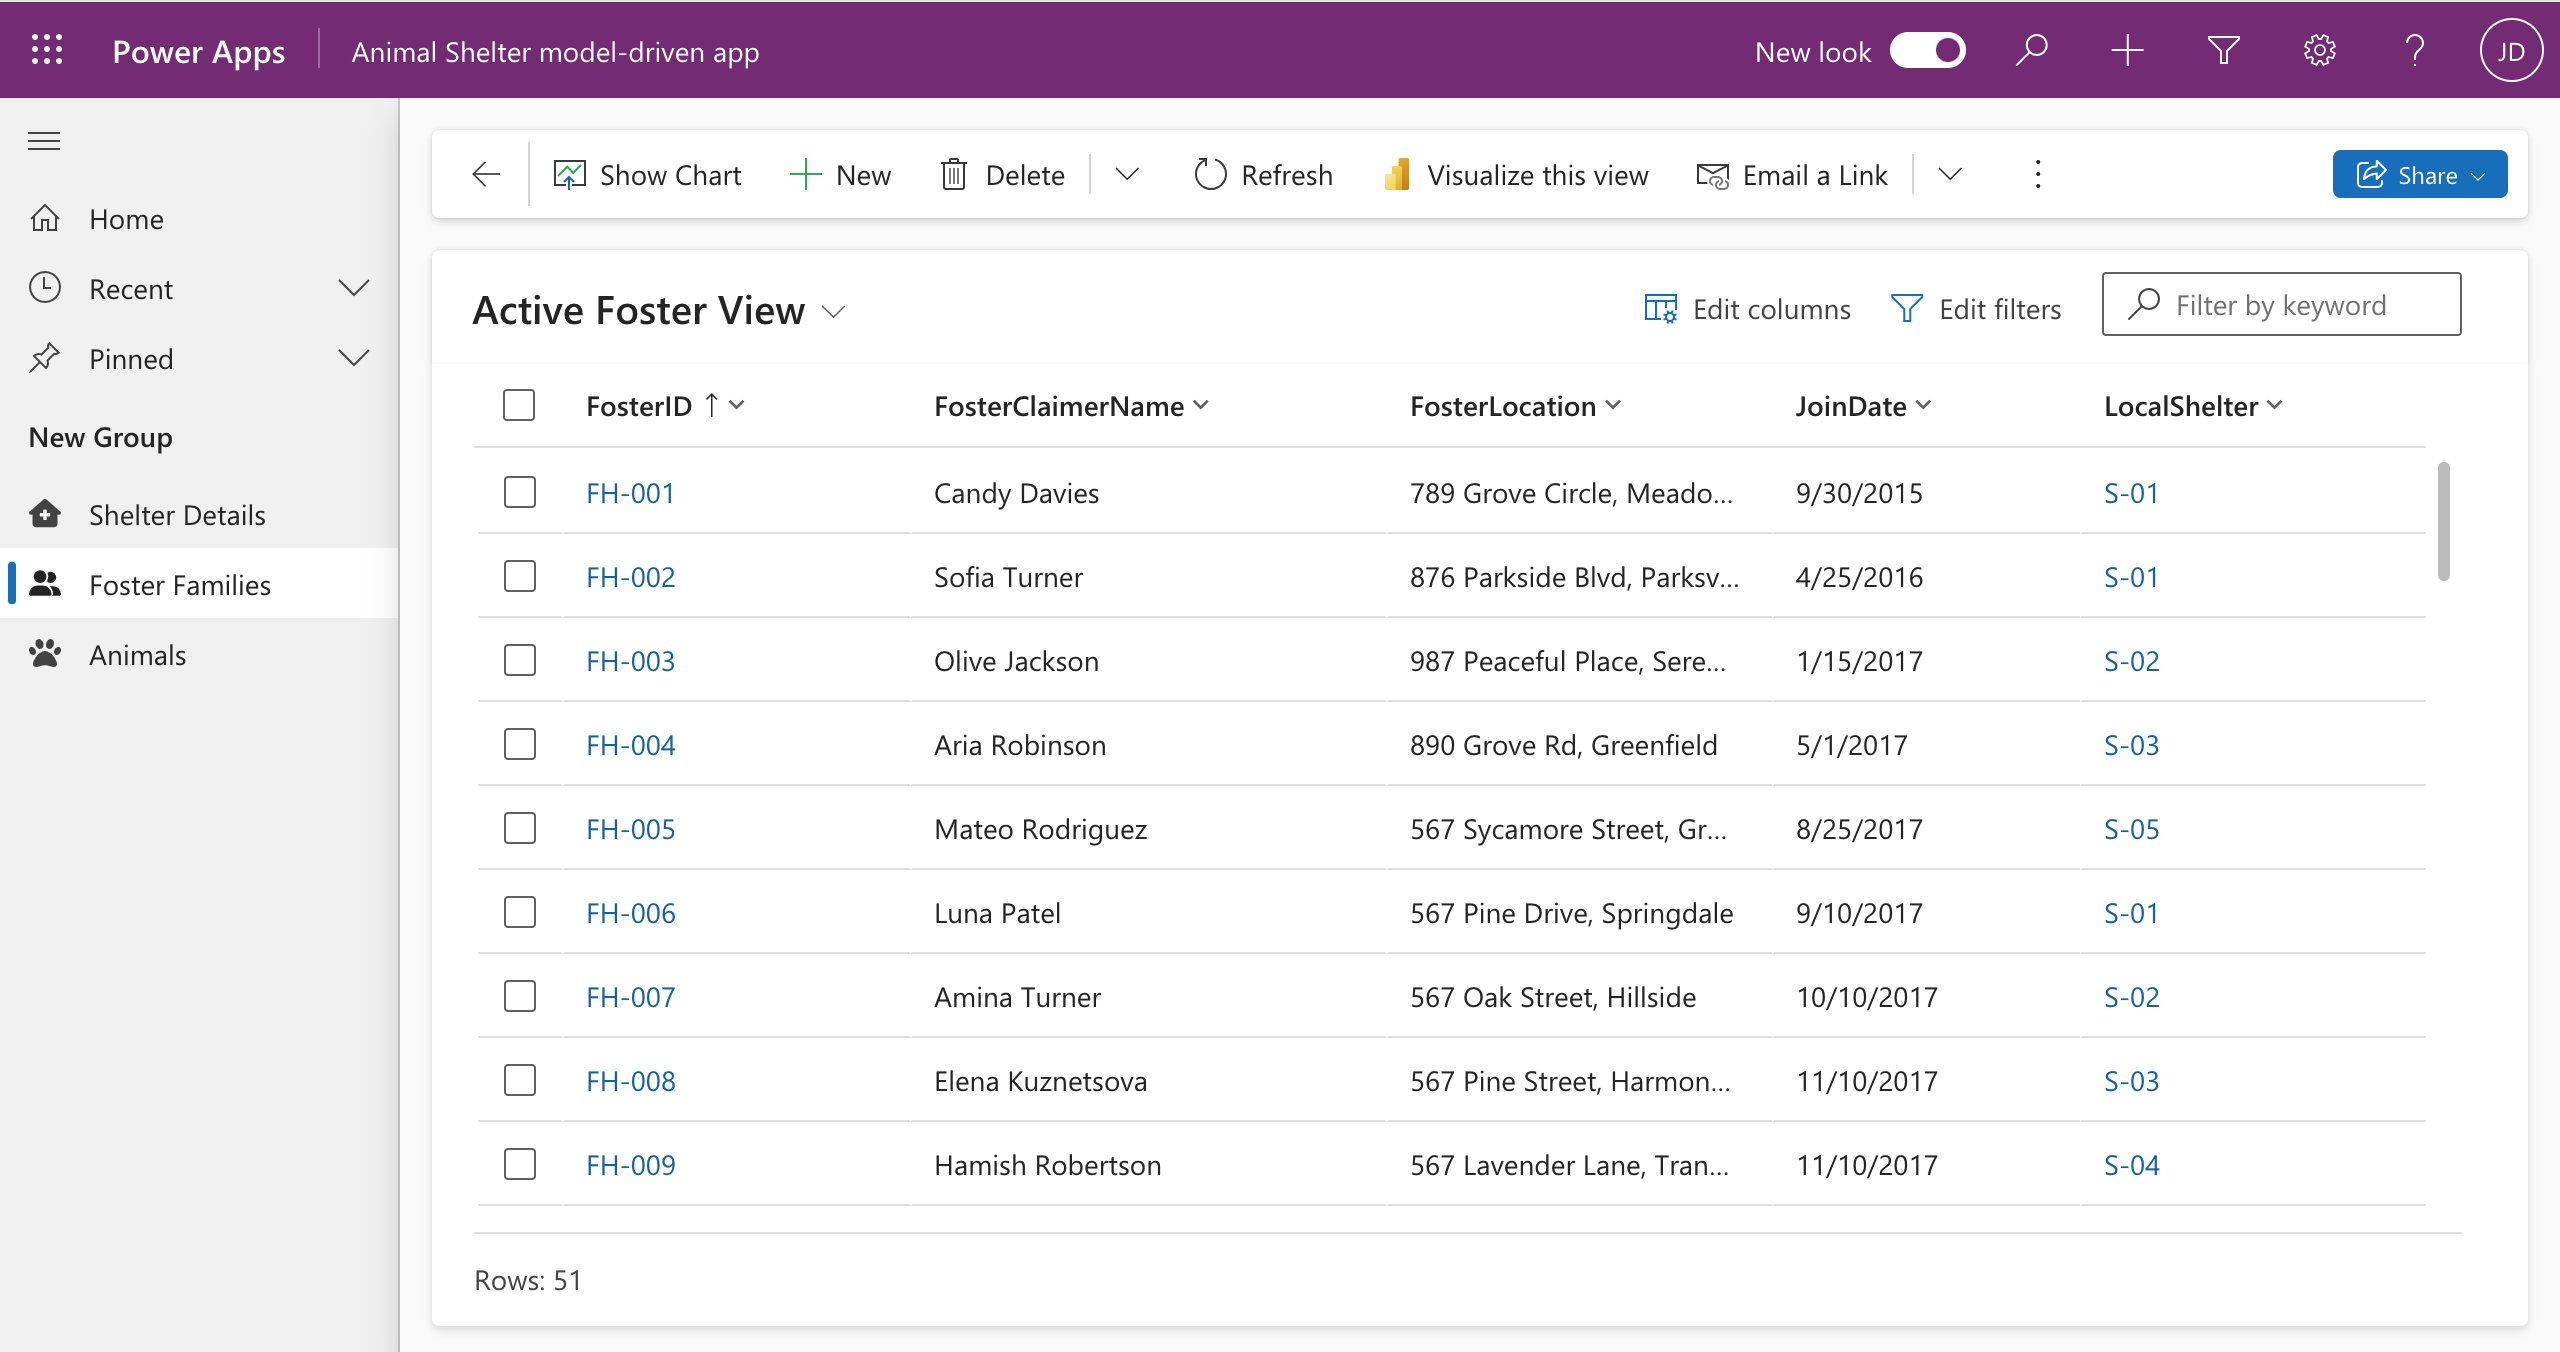 Power Apps
Animal Shelter model-driven app
New look
JD
Home
Recent
Pinned
New Group
Shelter Details
Foster Families
Animals
Show Chart
New
Delete
Refresh
Visualize this view
Email a Link
Share
Active Foster View
Edit columns
Edit filters
Filter by keyword
FosterID FosterClaimerName FosterLocation JoinDate LocalShelter
FH-001 Candy Davies 789 Grove Circle, Meado... 9/30/2015 S-01
FH-002 Sofia Turner 876 Parkside Blvd, Parksv... 4/25/2016 S-01
FH-003 Olive Jackson 987 Peaceful Place, Sere... 1/15/2017 S-02
FH-004 Aria Robinson 890 Grove Rd, Greenfield 5/1/2017 S-03
FH-005 Mateo Rodriguez 567 Sycamore Street, Gr... 8/25/2017 S-05
FH-006 Luna Patel 567 Pine Drive, Springdale 9/10/2017 S-01
FH-007 Amina Turner 567 Oak Street, Hillside 10/10/2017 S-02
FH-008 Elena Kuznetsova 567 Pine Street, Harmon... 11/10/2017 S-03
FH-009 Hamish Robertson 567 Lavender Lane, Tran... 11/10/2017 S-04
Rows: 51